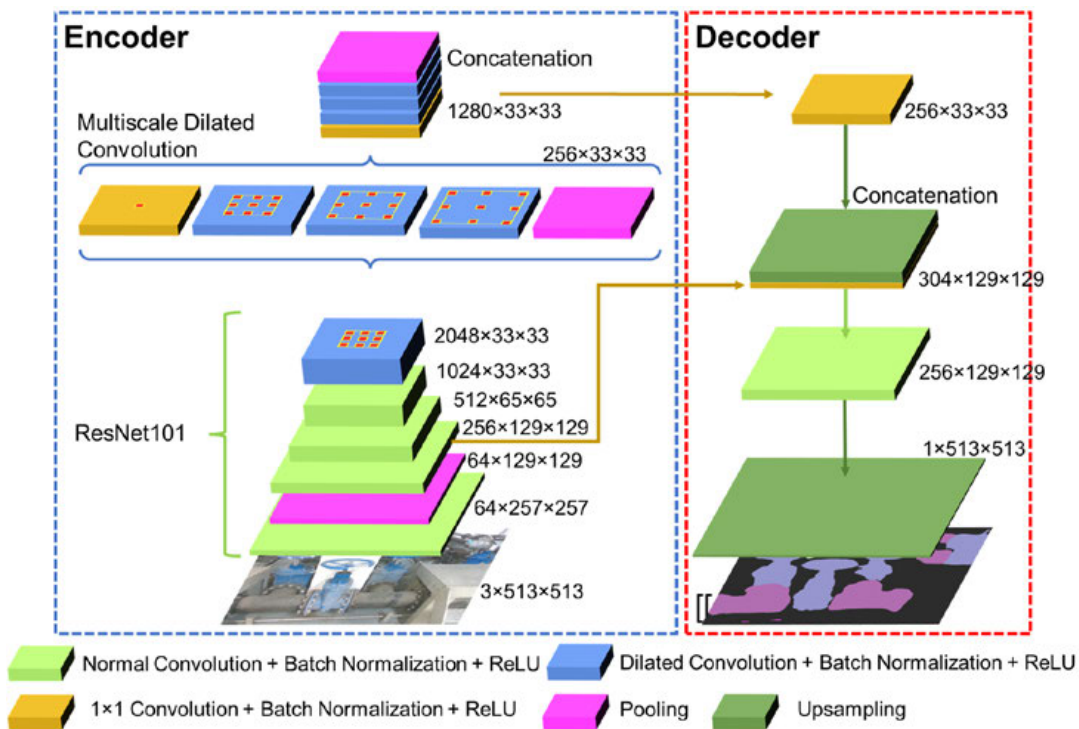 Encoder
Concatenation
1280×33×33
Multiscale Dilated
Convolution
256×33×33
ResNet101
2048×33×33
1024×33×33
512×65×65
256×129×129
64×129×129
64×257×257
3×513×513
Decoder
256×33×33
Concatenation
304×129×129
256×129×129
1×513×513
Normal Convolution + Batch Normalization + ReLU
Dilated Convolution + Batch Normalization + ReLU
1×1 Convolution + Batch Normalization + ReLU
Pooling
Upsampling